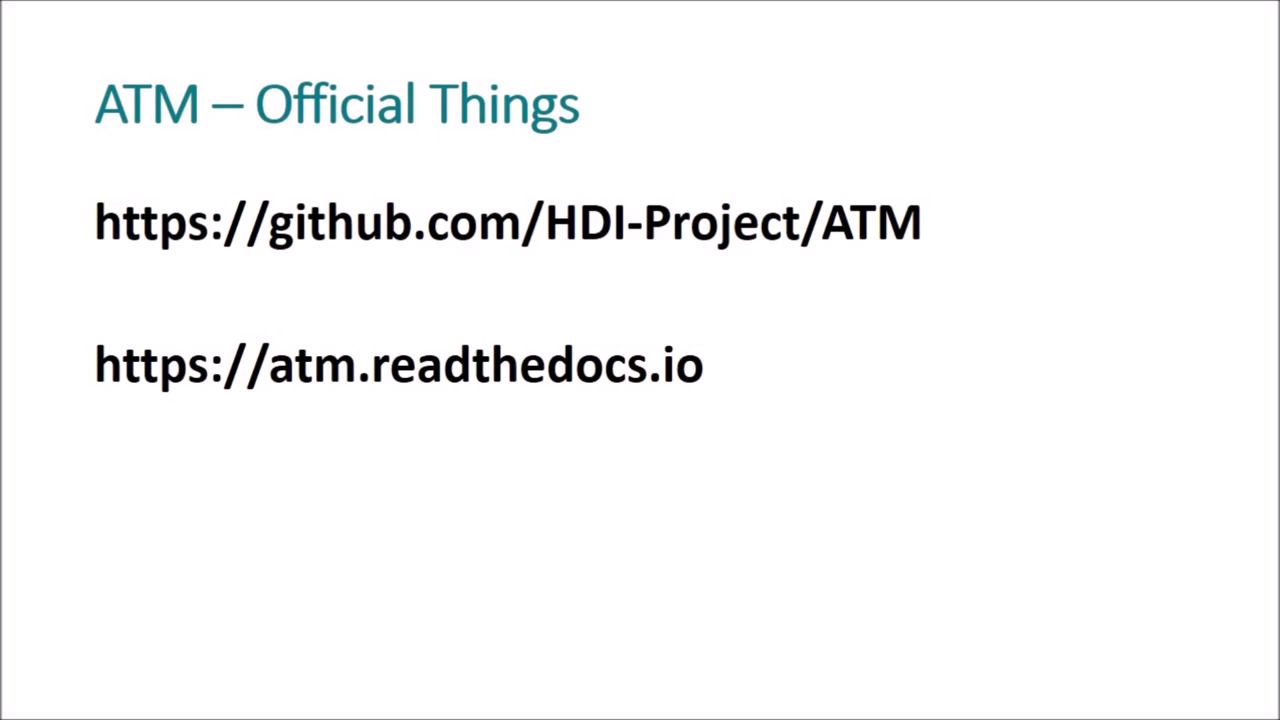 ATM – Official Things
https://github.com/HDI-Project/ATM
https://atm.readthedocs.io